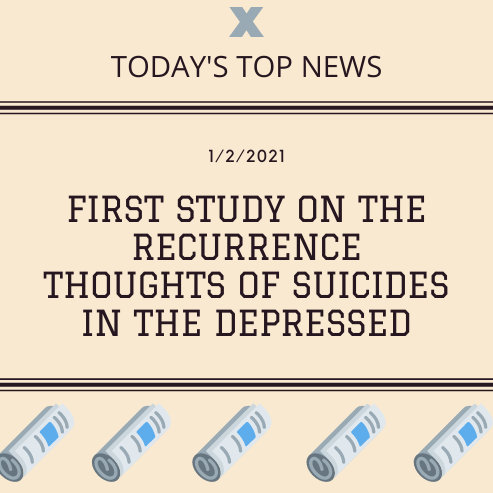 X
TODAY'S TOP NEWS
1/2/2021
FIRST STUDY ON THE
RECURRENCE
THOUGHTS OF SUICIDES
IN THE DEPRESSED